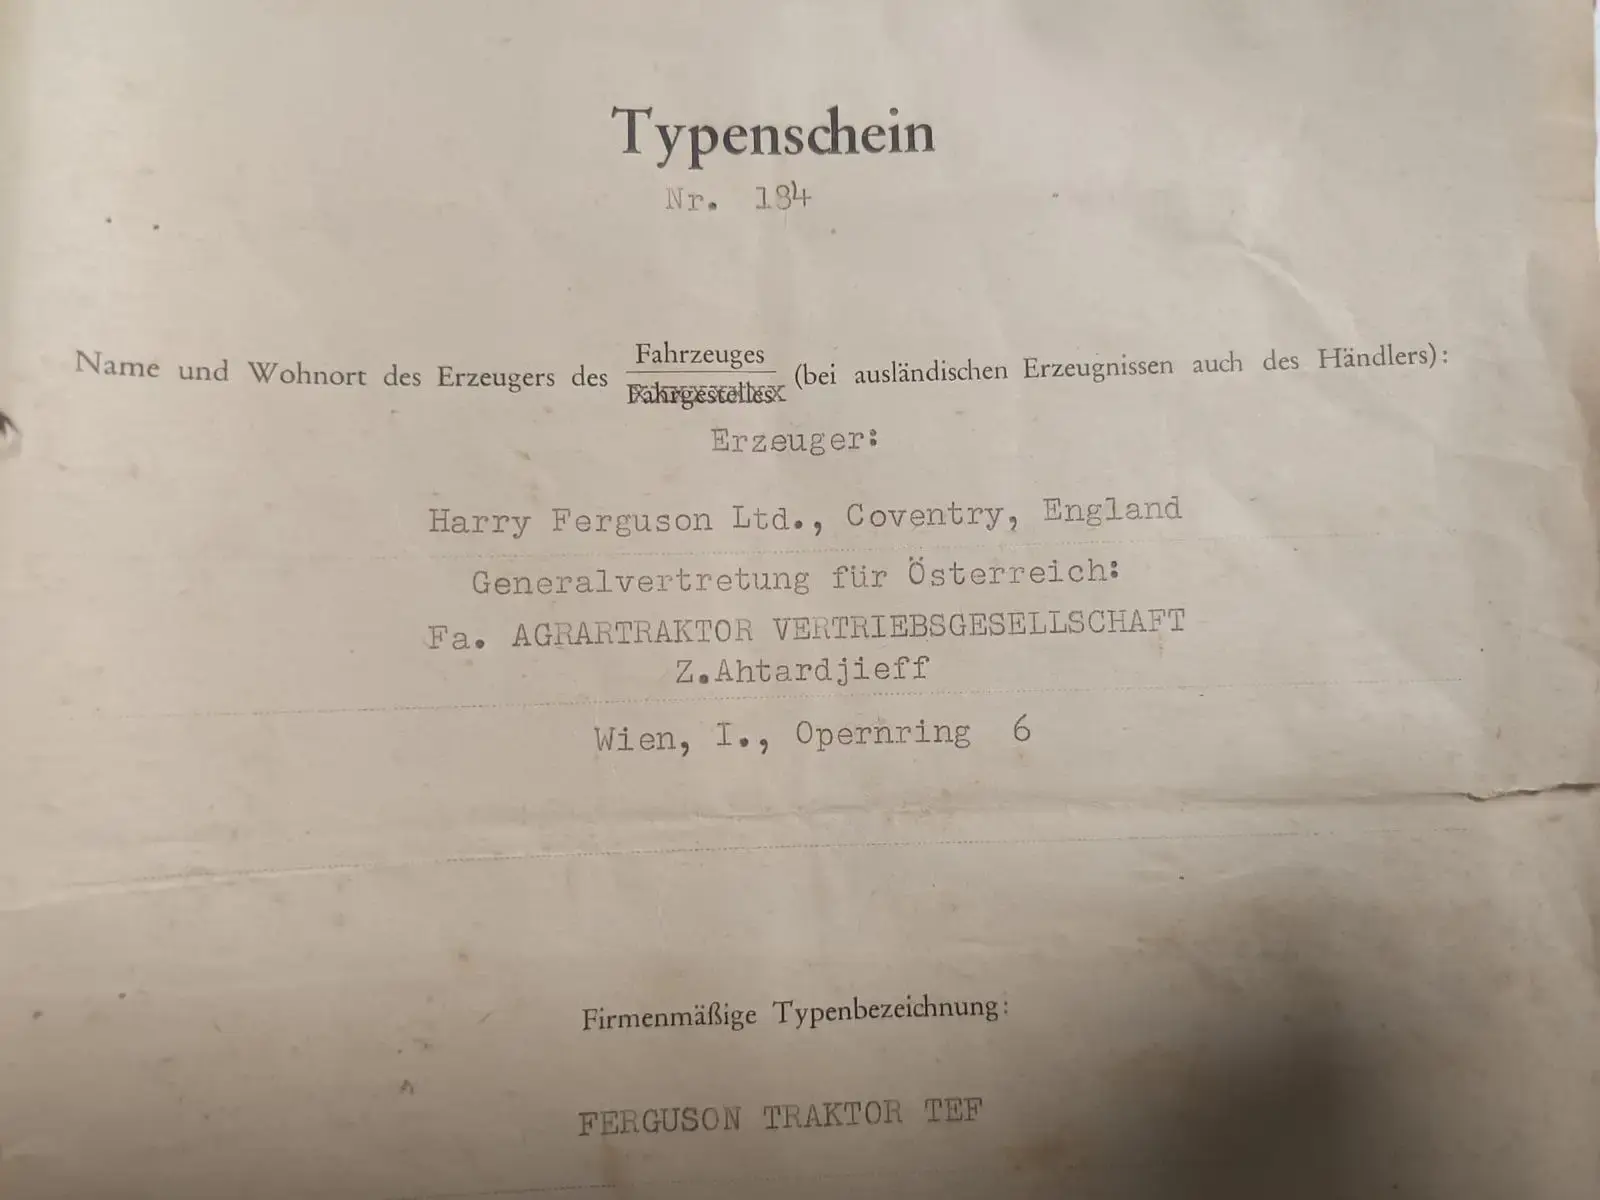 Typenschein
Nr. 184
Name und Wohnort des Erzeugers des Fahrzeuges (bei ausländischen Erzeugnissen auch des Händlers):
Fahrgestelles
Erzeuger:
Harry Ferguson Ltd., Coventry, England
Generalvertretung für Österreich:
Fa. AGRARTRAKTOR VERTRIEBSGESELLSCHAFT
Z.Ahtardjieff
Wien, I., Opernring 6
Firmenmäßige Typenbezeichnung:
FERGUSON TRAKTOR TEF